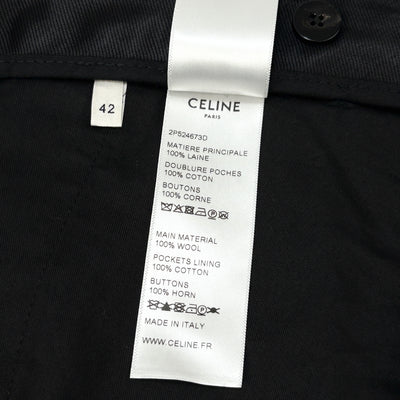 42
CELINE
PARIS
2P524673D
MATIERE PRINCIPALE
100% LAINE
DOUBLURE POCHES
100% COTON
BOUTONS
100% CORNE
MAIN MATERIAL
100% WOOL
POCKETS LINING
100% COTTON
BUTTONS
100% HORN
MADE IN ITALY
WWW.CELINE.FR